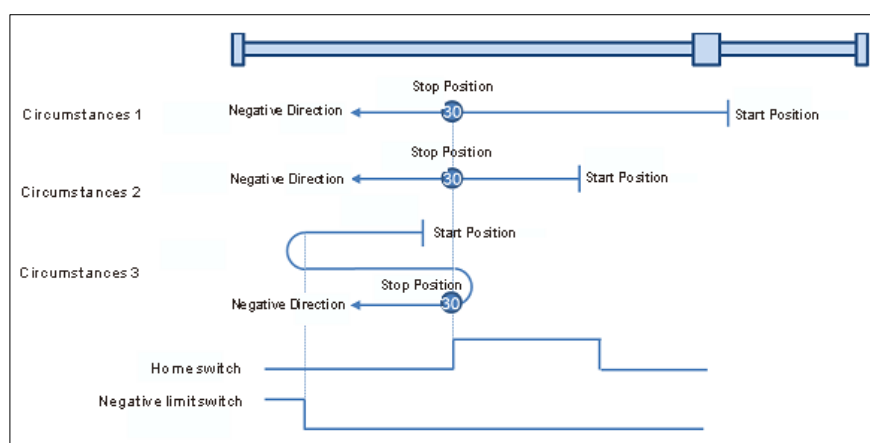 Stop Position
Circumstances 1 Negative Direction 30 Start Position
Stop Position
Circumstances 2 Negative Direction 30 Start Position
Start Position
Circumstances 3 Stop Position
Negative Direction 30
Home switch
Negative limit switch